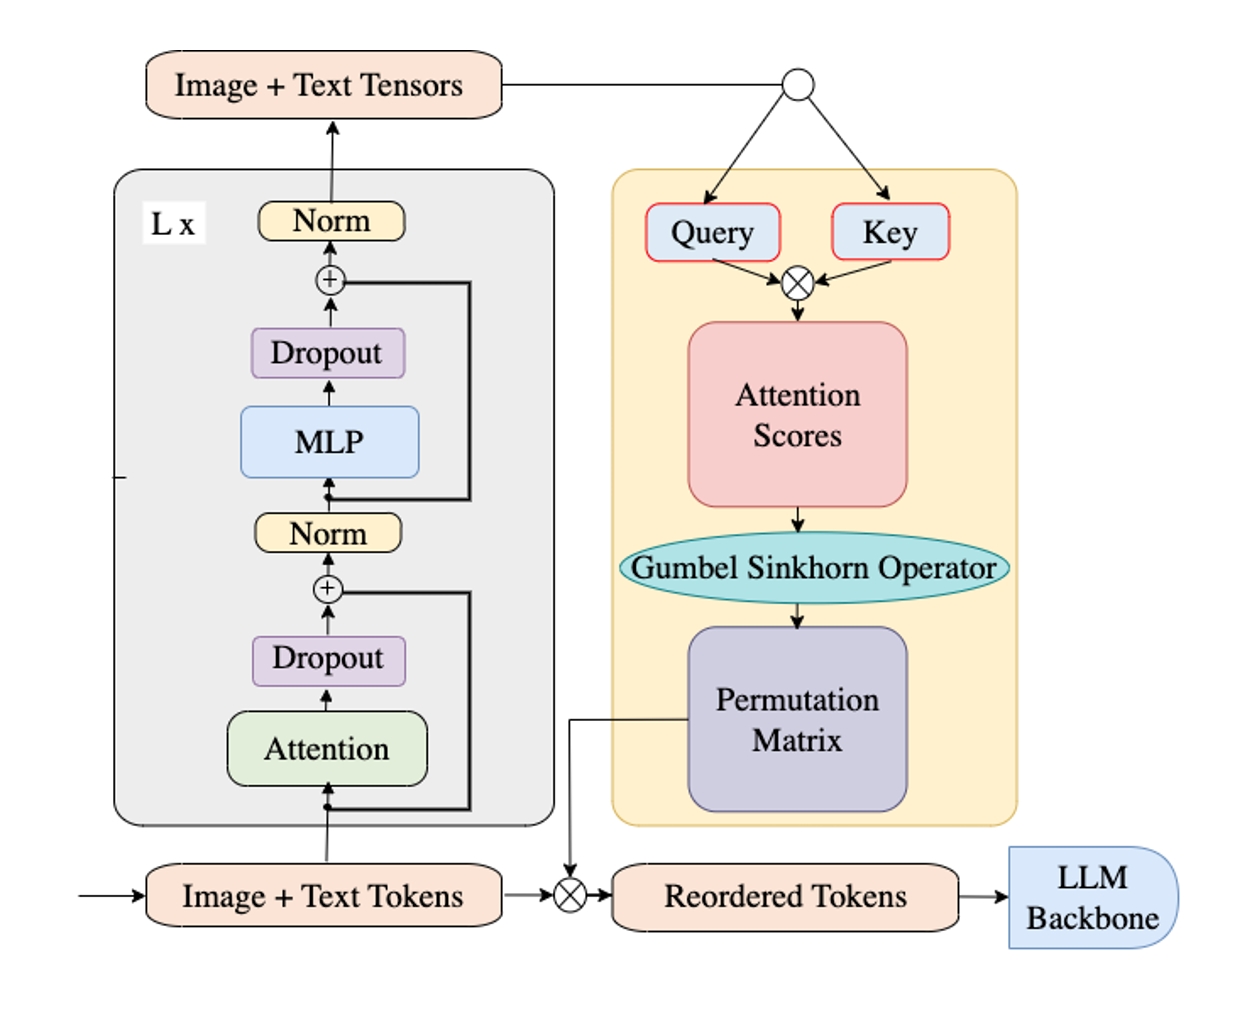 Image + Text Tensors
L x
Norm
+
Dropout
MLP
Norm
+
Dropout
Attention
Image + Text Tokens
Query
Key
Attention
Scores
Gumbel Sinkhorn Operator
Permutation
Matrix
Reordered Tokens
LLM
Backbone